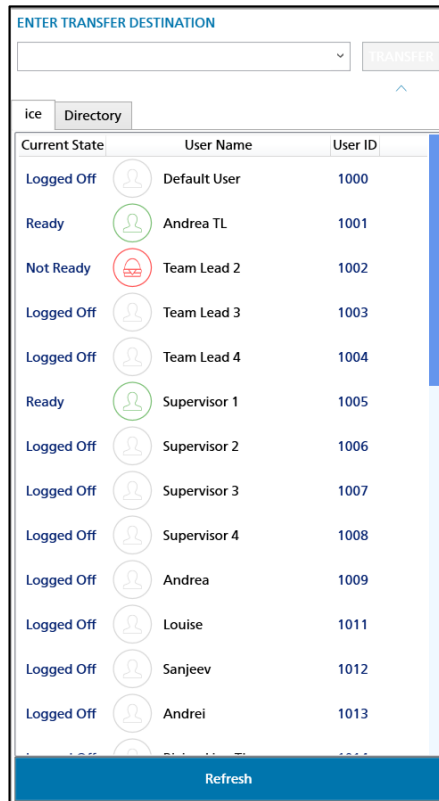 ENTER TRANSFER DESTINATION
TRANSFER
ice Directory
Current State User Name User ID
Logged Off Default User 1000
Ready Andrea TL 1001
Not Ready Team Lead 2 1002
Logged Off Team Lead 3 1003
Logged Off Team Lead 4 1004
Ready Supervisor 1 1005
Logged Off Supervisor 2 1006
Logged Off Supervisor 3 1007
Logged Off Supervisor 4 1008
Logged Off Andrea 1009
Logged Off Louise 1011
Logged Off Sanjeev 1012
Logged Off Andrei 1013
Refresh